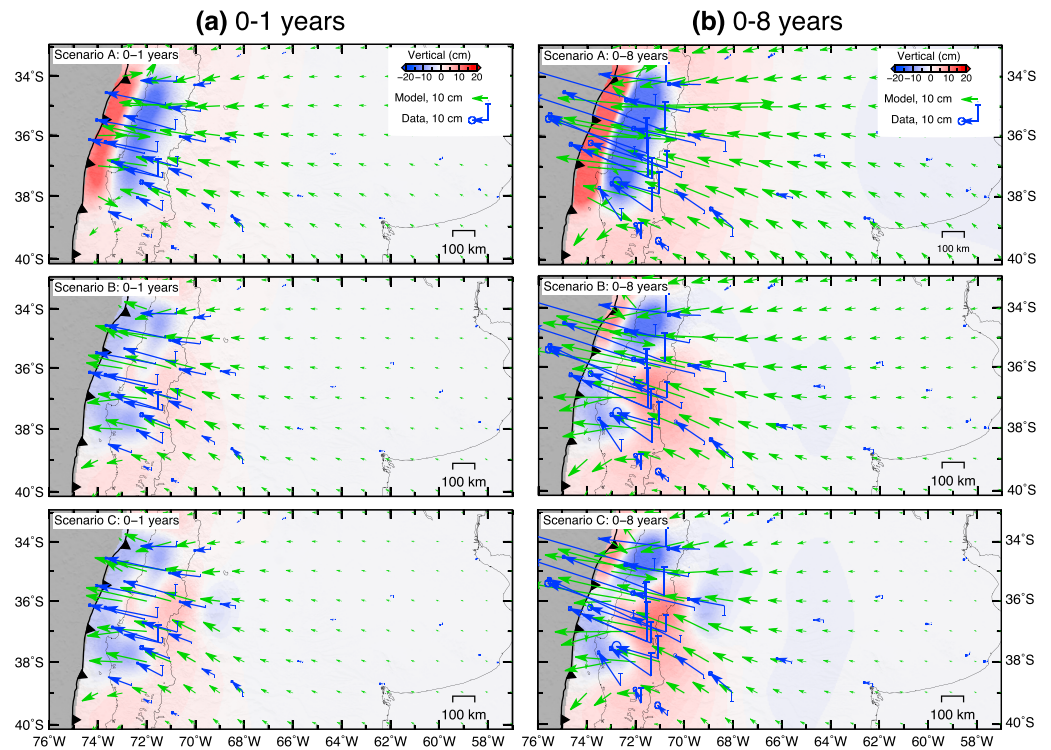 (a) 0-1 years
(b) 0-8 years
Scenario A: 0–1 years
Vertical (cm)
−20 −10 0 10 20
Model, 10 cm
Data, 10 cm
100 km
34˚S
36˚S
38˚S
40˚S
Scenario A: 0–8 years
Vertical (cm)
−20 −10 0 10 20
Model, 10 cm
Data, 10 cm
100 km
34˚S
36˚S
38˚S
40˚S
Scenario B: 0–1 years
100 km
34˚S
36˚S
38˚S
40˚S
Scenario B: 0–8 years
100 km
34˚S
36˚S
38˚S
40˚S
Scenario C: 0–1 years
100 km
34˚S
36˚S
38˚S
40˚S
Scenario C: 0–8 years
100 km
34˚S
36˚S
38˚S
40˚S
76˚W 74˚W 72˚W 70˚W 68˚W 66˚W 64˚W 62˚W 60˚W 58˚W
76˚W 74˚W 72˚W 70˚W 68˚W 66˚W 64˚W 62˚W 60˚W 58˚W